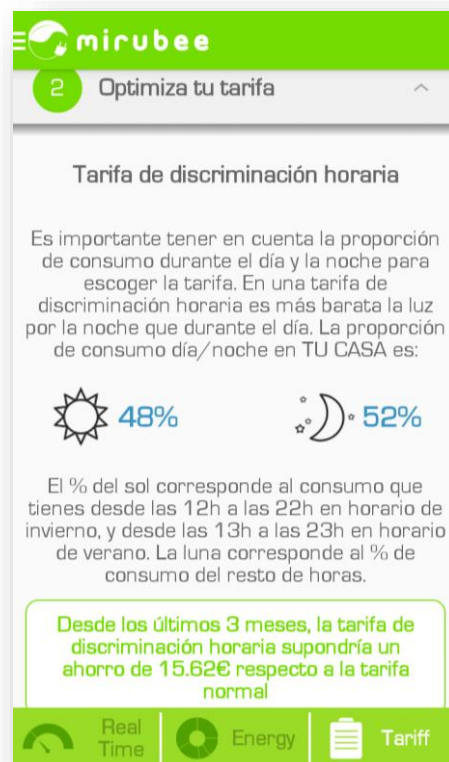 mirubee
2 Optimiza tu tarifa
Tarifa de discriminación horaria
Es importante tener en cuenta la proporción
de consumo durante el día y la noche para
escoger la tarifa. En una tarifa de
discriminación horaria es más barata la luz
por la noche que durante el día. La proporción
de consumo día/noche en TU CASA es:
48% 52%
El % del sol corresponde al consumo que
tienes desde las 12h a las 22h en horario de
invierno, y desde las 13h a las 23h en horario
de verano. La luna corresponde al % de
consumo del resto de horas.
Desde los últimos 3 meses, la tarifa de
discriminación horaria supondría un
ahorro de 15.62€ respecto a la tarifa
normal
Real
Time
Energy
Tariff